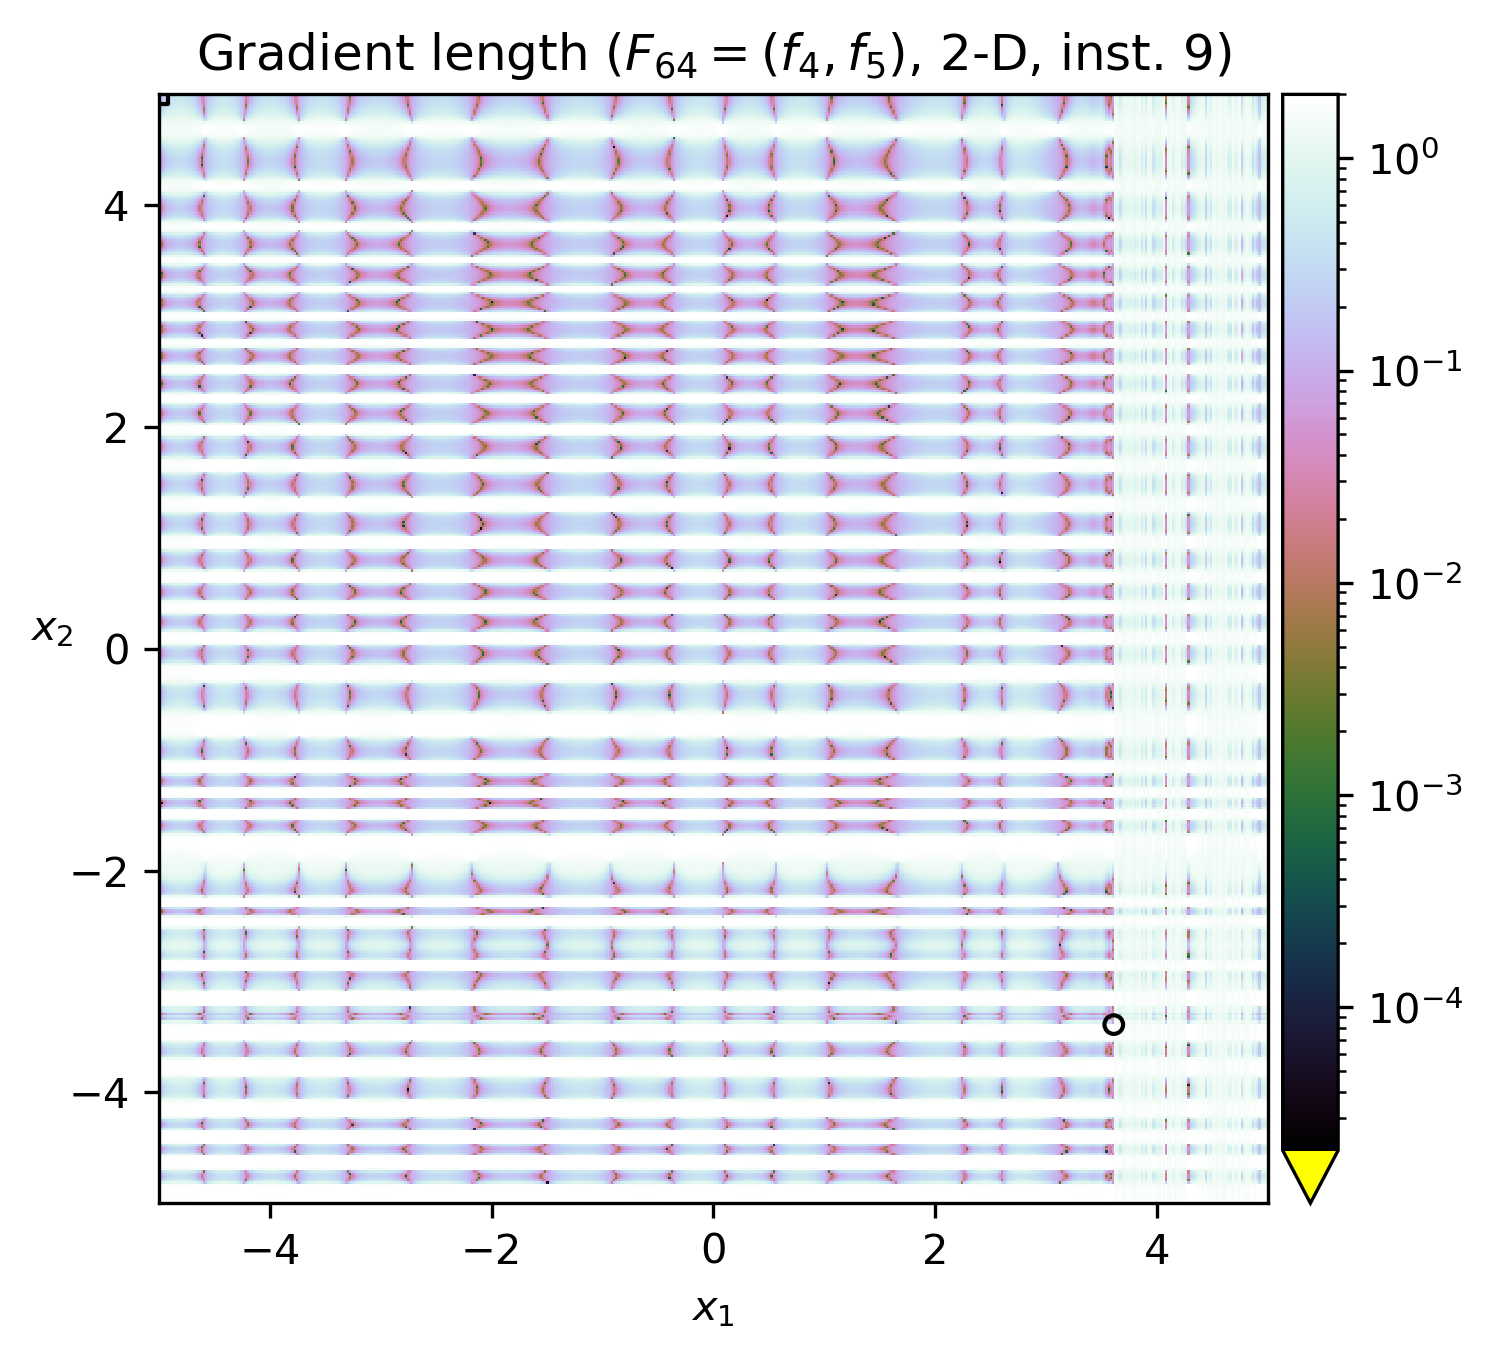 Gradient length (F₆₄ = (f₄, f₅), 2-D, inst. 9)
x₂
4
2
0
−2
−4
−4 −2 0 2 4
x₁
10⁰
10⁻¹
10⁻²
10⁻³
10⁻⁴